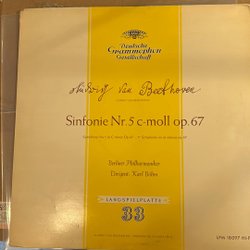 Deutsche
Grammophon
Gesellschaft
Ludwig Van Beethoven
Sinfonie Nr. 5 c-moll op. 67
Berliner Philharmoniker
Dirigent: Karl Böhm
LANGSPIELPLATTE
33